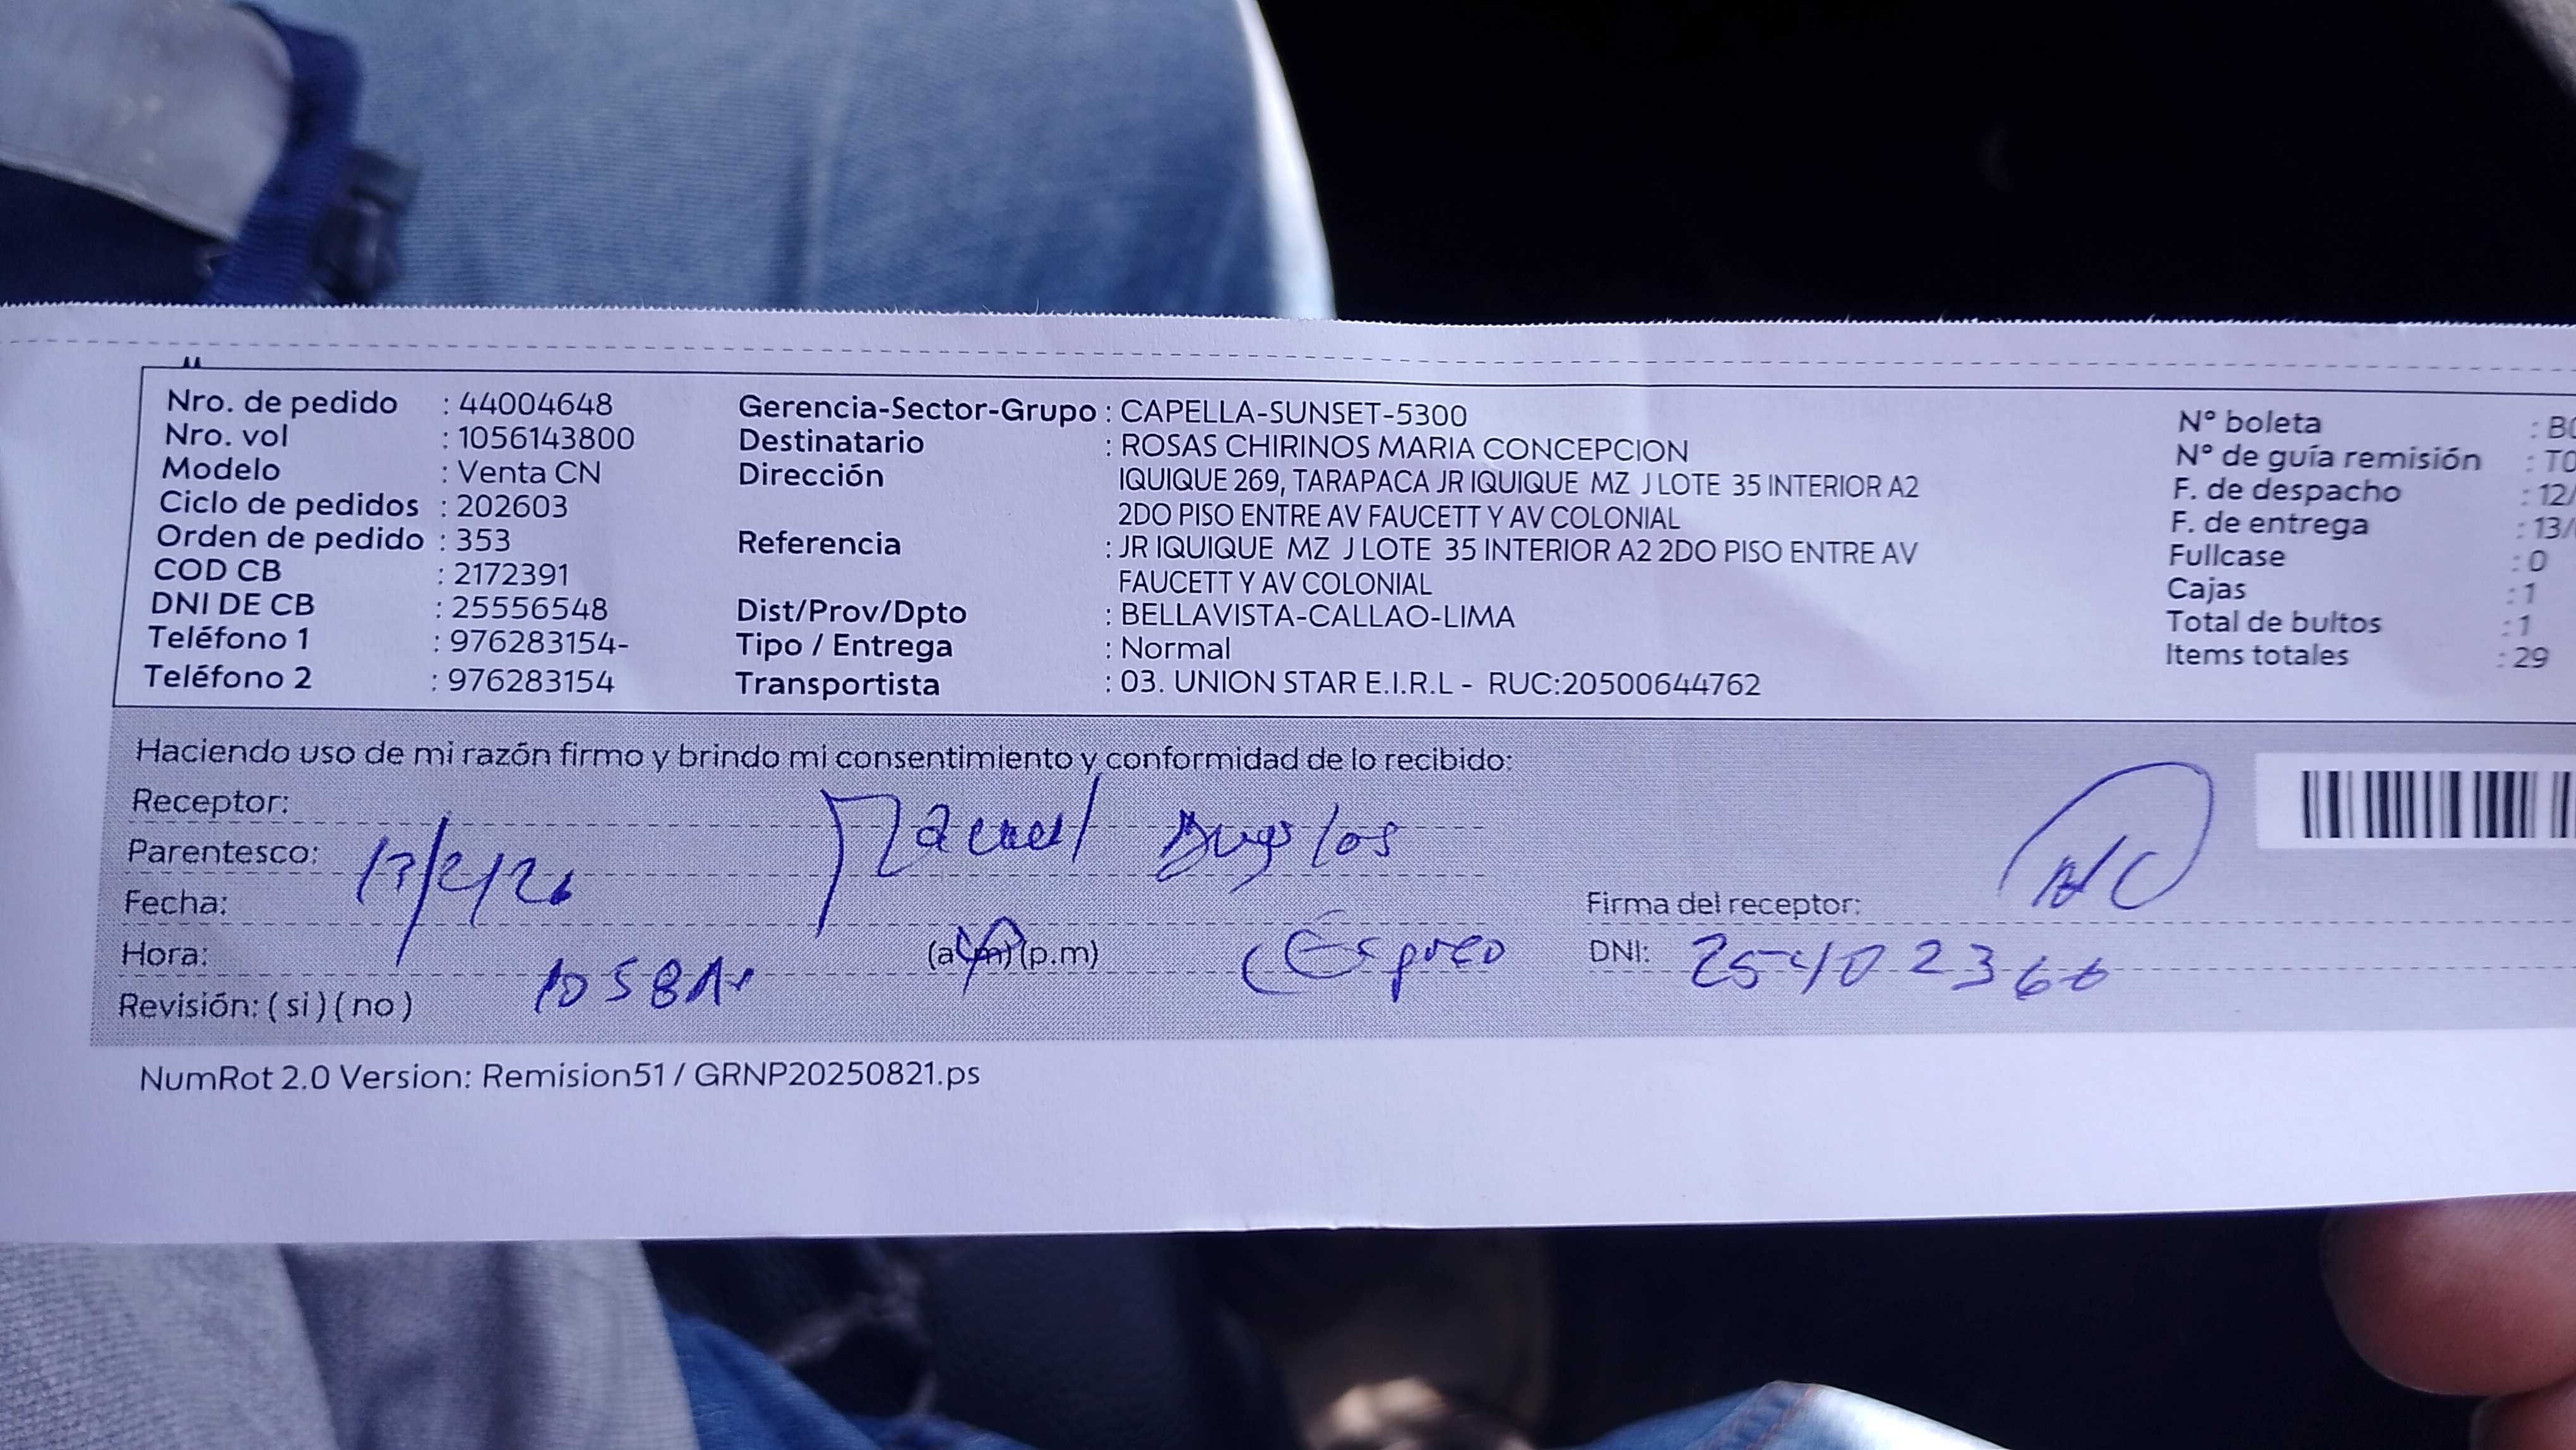 Nro. de pedido : 44004648
Nro. vol : 1056143800
Modelo : Venta CN
Ciclo de pedidos : 202603
Orden de pedido : 353
COD CB : 2172391
DNI DE CB : 25556548
Teléfono 1 : 976283154-
Teléfono 2 : 976283154
Gerencia-Sector-Grupo : CAPELLA-SUNSET-5300
Destinatario : ROSAS CHIRINOS MARIA CONCEPCION
Dirección IQUIQUE 269, TARAPACA JR IQUIQUE MZ J LOTE 35 INTERIOR A2
2DO PISO ENTRE AV FAUCETT Y AV COLONIAL
Referencia : JR IQUIQUE MZ J LOTE 35 INTERIOR A2 2DO PISO ENTRE AV
FAUCETT Y AV COLONIAL
Dist/Prov/Dpto : BELLAVISTA-CALLAO-LIMA
Tipo / Entrega : Normal
Transportista : 03. UNION STAR E.I.R.L - RUC:20500644762
N° boleta : B
N° de guía remisión : T0
F. de despacho : 12/
F. de entrega : 13/
Fullcase : 0
Cajas : 1
Total de bultos : 1
Items totales : 29
Haciendo uso de mi razón firmo y brindo mi consentimiento y conformidad de lo recibido:
Receptor:
Parentesco:
Fecha: 13/2/26
Hora: 1058 (a.m)(p.m)
Revisión: (si)(no)
Firma del receptor:
DNI: 25402366
NumRot 2.0 Version: Remision51 / GRNP20250821.ps